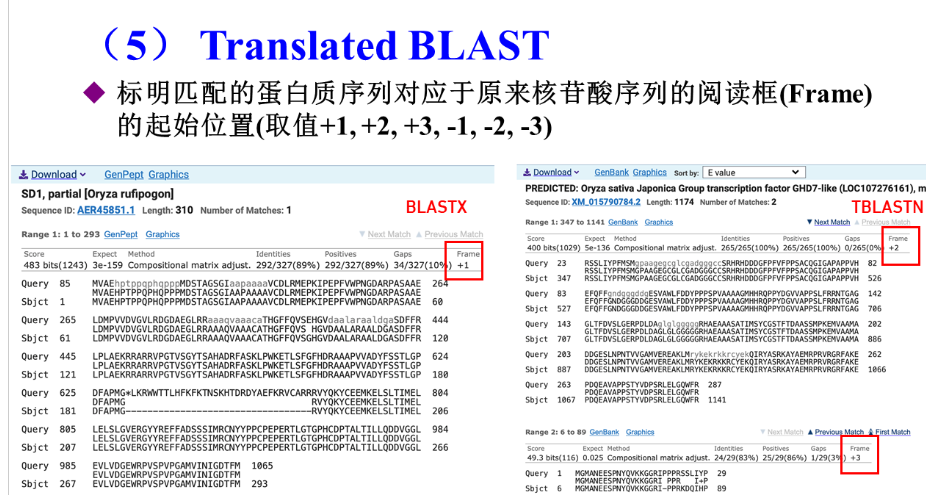 （5） Translated BLAST
标明匹配的蛋白质序列对应于原来核苷酸序列的阅读框(Frame)
的起始位置(取值+1, +2, +3, -1, -2, -3)
Download GenPept Graphics
SD1, partial [Oryza rufipogon]
Sequence ID: AER45851.1 Length: 310 Number of Matches: 1
BLASTX
Range 1: 1 to 293 GenPept Graphics Next Match Previous Match
Score Expect Method Identities Positives Gaps Frame
483 bits(1243) 3e-159 Compositional matrix adjust. 292/327(89%) 292/327(89%) 34/327(10%) +1
Query 85 MVAEhptppqphqpppMDSTAGSGIaapaaaaVCDLRMEPKIPEPFVWPNGDARPASAAE 264
MVAEHPTPPQPHQPPPMDSTAGSGIAAPAAAAVCDLRMEPKIPEPFVWPNGDARPASAAE
Sbjct 1 MVAEHPTPPQPHQPPPMDSTAGSGIAAPAAAAVCDLRMEPKIPEPFVWPNGDARPASAAE 60
Query 265 LDMPVVDVGVLRDGDAEGLRRaaaqvaaacaTHGFFQVSEHGVdaalaraaldgaSDFFR 444
LDMPVVDVGVLRDGDAEGLRRAAAQVAAACATHGFFQVS HGVDAALARAALDGASDFFR
Sbjct 61 LDMPVVDVGVLRDGDAEGLRRAAAQVAAACATHGFFQVSGHGVDAALARAALDGASDFFR 120
Query 445 LPLAEKRRARRVPGTVSGYTSAHADRFASKLPWKETLSFGFHDRAAAPVVADYFSSTLGP 624
LPLAEKRRARRVPGTVSGYTSAHADRFASKLPWKETLSFGFHDRAAAPVVADYFSSTLGP
Sbjct 121 LPLAEKRRARRVPGTVSGYTSAHADRFASKLPWKETLSFGFHDRAAAPVVADYFSSTLGP 180
Query 625 DFAPMG*LKRWWTTLHFKFKTNSKHTDRDYAEFKRVCARRRVYQKYCEEMKELSLTIMEL 804
DFAPMG RVYQKYCEEMKELSLTIMEL
Sbjct 181 DFAPMG----------------------------------RVYQKYCEEMKELSLTIMEL 206
Query 805 LELSLGVERGYYREFFADSSSIMRCNYYPPCPEPERTLGTGPHCDPTALTILLQDDVGGL 984
LELSLGVERGYYREFFADSSSIMRCNYYPPCPEPERTLGTGPHCDPTALTILLQDDVGGL
Sbjct 207 LELSLGVERGYYREFFADSSSIMRCNYYPPCPEPERTLGTGPHCDPTALTILLQDDVGGL 266
Query 985 EVLVDGEWRPVSPVPGAMVINIGDTFM 1065
EVLVDGEWRPVSPVPGAMVINIGDTFM
Sbjct 267 EVLVDGEWRPVSPVPGAMVINIGDTFM 293
Download GenBank Graphics Sort by: E value
PREDICTED: Oryza sativa Japonica Group transcription factor GHD7-like (LOC107276161), m
Sequence ID: XM_015790784.2 Length: 1174 Number of Matches: 2
TBLASTN
Range 1: 347 to 1141 GenBank Graphics Next Match Previous Match
Score Expect Method Identities Positives Gaps Frame
400 bits(1029) 5e-136 Compositional matrix adjust. 265/265(100%) 265/265(100%) 0/265(0% +2
Query 23 RSSLIYPFMSMgpaagegcglcgadgggccSRHRHDDDGFPFVFPPSACQGIGAPAPPVH 82
RSSLIYPFMSMGPAAGEGCGLCGADGGGCCSRHRHDDDGFPFVFPPSACQGIGAPAPPVH
Sbjct 347 RSSLIYPFMSMGPAAGEGCGLCGADGGGCCSRHRHDDDGFPFVFPPSACQGIGAPAPPVH 526
Query 83 EFQFFgndgggddgESVAWLFDDYPPPSPVAAAAGMHHRQPPYDGVVAPPSLFRRNTGAG 142
EFQFFGNDGGGDDGESVAWLFDDYPPPSPVAAAAGMHHRQPPYDGVVAPPSLFRRNTGAG
Sbjct 527 EFQFFGNDGGGDDGESVAWLFDDYPPPSPVAAAAGMHHRQPPYDGVVAPPSLFRRNTGAG 706
Query 143 GLTFDVSLGERPDLDAglglgggggRHAEAAASATIMSYCGSTFTDAASSMPKEMVAAMA 202
GLTFDVSLGERPDLDAGLGLGGGGGRHAEAAASATIMSYCGSTFTDAASSMPKEMVAAMA
Sbjct 707 GLTFDVSLGERPDLDAGLGLGGGGGRHAEAAASATIMSYCGSTFTDAASSMPKEMVAAMA 886
Query 203 DDGESLNPNTVVGAMVEREAKLMrykekrkkrcyekQIRYASRKAYAEMRPRVRGRFAKE 262
DDGESLNPNTVVGAMVEREAKLMRYKEKRKKRCYEKQIRYASRKAYAEMRPRVRGRFAKE
Sbjct 887 DDGESLNPNTVVGAMVEREAKLMRYKEKRKKRCYEKQIRYASRKAYAEMRPRVRGRFAKE 1066
Query 263 PDQEAVAPPSTYVDPSRLELGQWFR 287
PDQEAVAPPSTYVDPSRLELGQWFR
Sbjct 1067 PDQEAVAPPSTYVDPSRLELGQWFR 1141
Range 2: 6 to 89 GenBank Graphics Next Match Previous Match First Match
Score Expect Method Identities Positives Gaps Frame
49.3 bits(116) 0.025 Compositional matrix adjust. 24/29(83%) 25/29(86%) 1/29(3% +3
Query 1 MGMANEESPNYQVKKGGRIPPPRSSLIYP 29
MGMANEESPNYQVKKGGRI PPR I+P
Sbjct 6 MGMANEESPNYQVKKGGRI-PPRKDQIHP 89